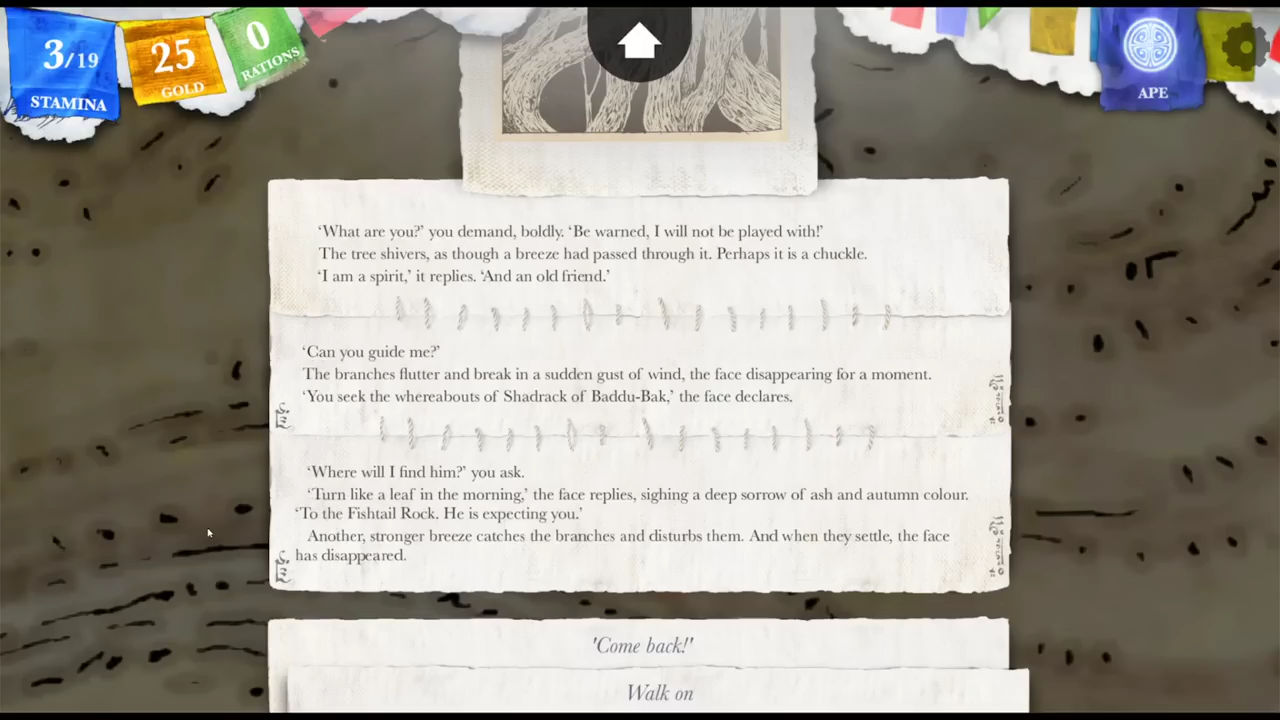 3/19
STAMINA
25
GOLD
0
RATIONS
APE
‘What are you?’ you demand, boldly. ‘Be warned, I will not be played with!’
The tree shivers, as though a breeze had passed through it. Perhaps it is a chuckle.
‘I am a spirit,’ it replies. ‘And an old friend.’
‘Can you guide me?’
The branches flutter and break in a sudden gust of wind, the face disappearing for a moment.
‘You seek the whereabouts of Shadrack of Baddu-Bak,’ the face declares.
‘Where will I find him?’ you ask.
‘Turn like a leaf in the morning,’ the face replies, sighing a deep sorrow of ash and autumn colour.
‘To the Fishtail Rock. He is expecting you.’
Another, stronger breeze catches the branches and disturbs them. And when they settle, the face
has disappeared.
'Come back!'
Walk on